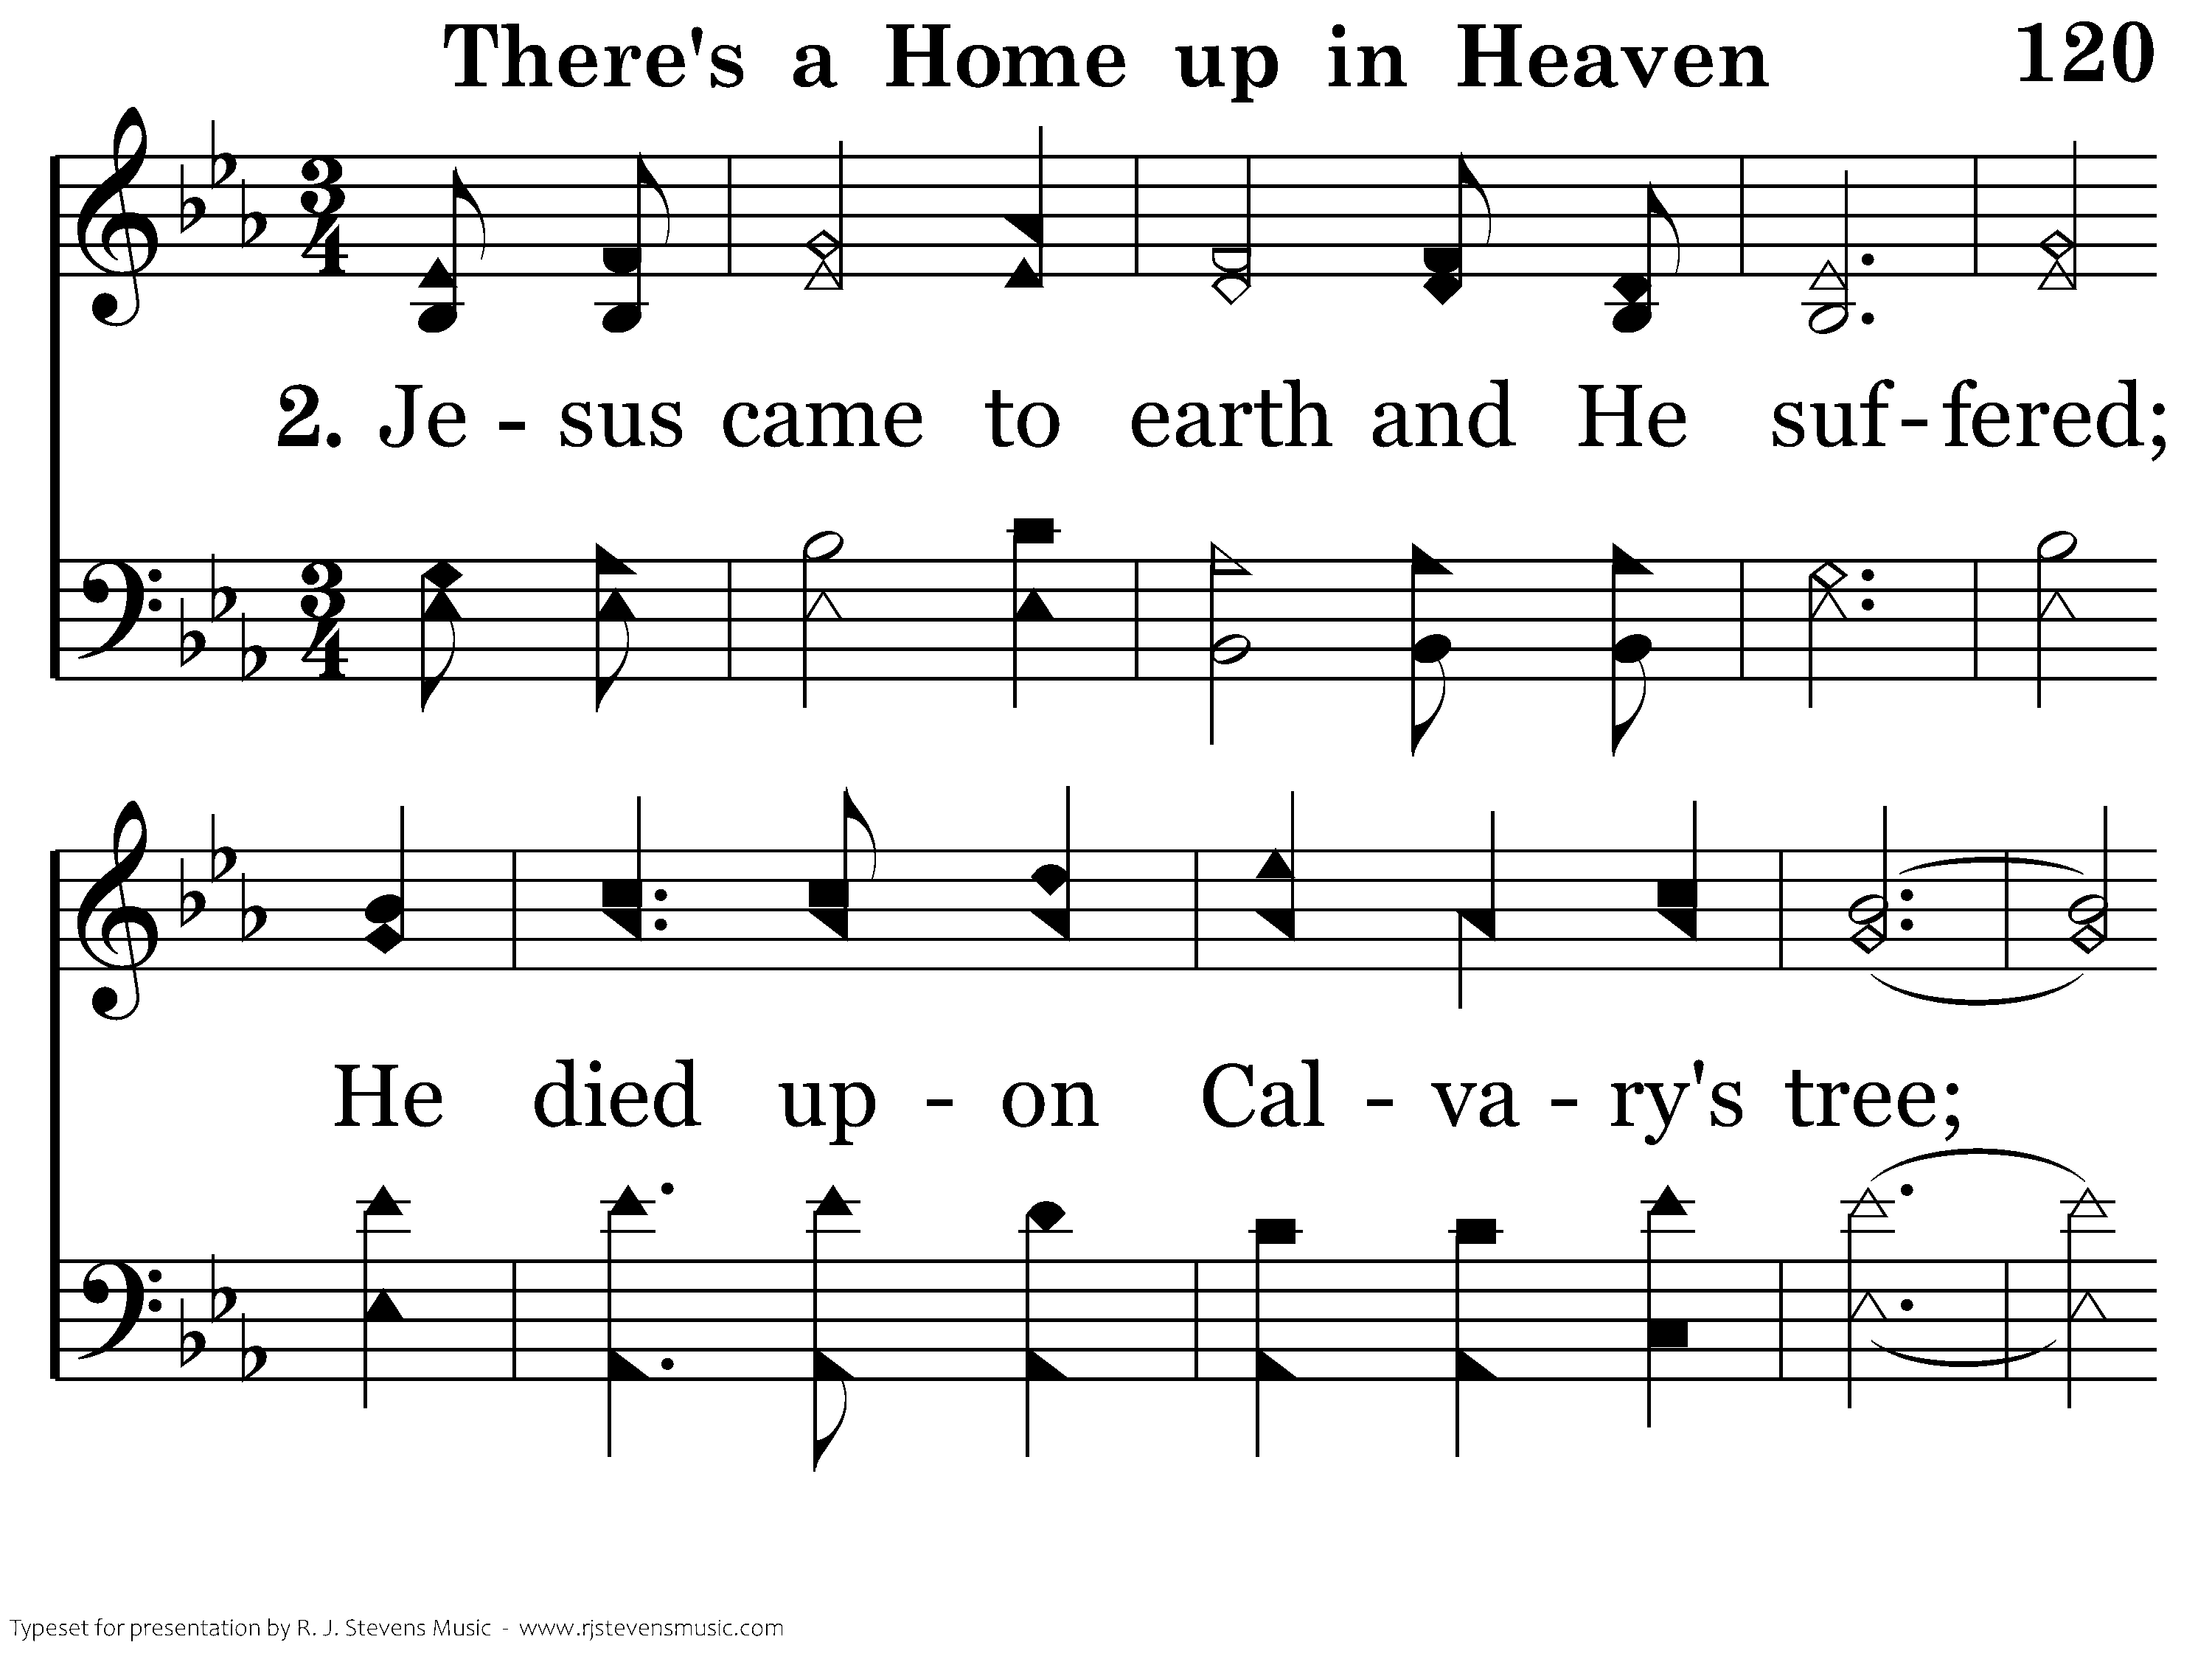 There's a Home up in Heaven 120
3
4
2. Je - sus came to earth and He suf - fered;
3
4
He died up - on Cal - va - ry's tree;
Typeset for presentation by R. J. Stevens Music - www.rjstevensmusic.com